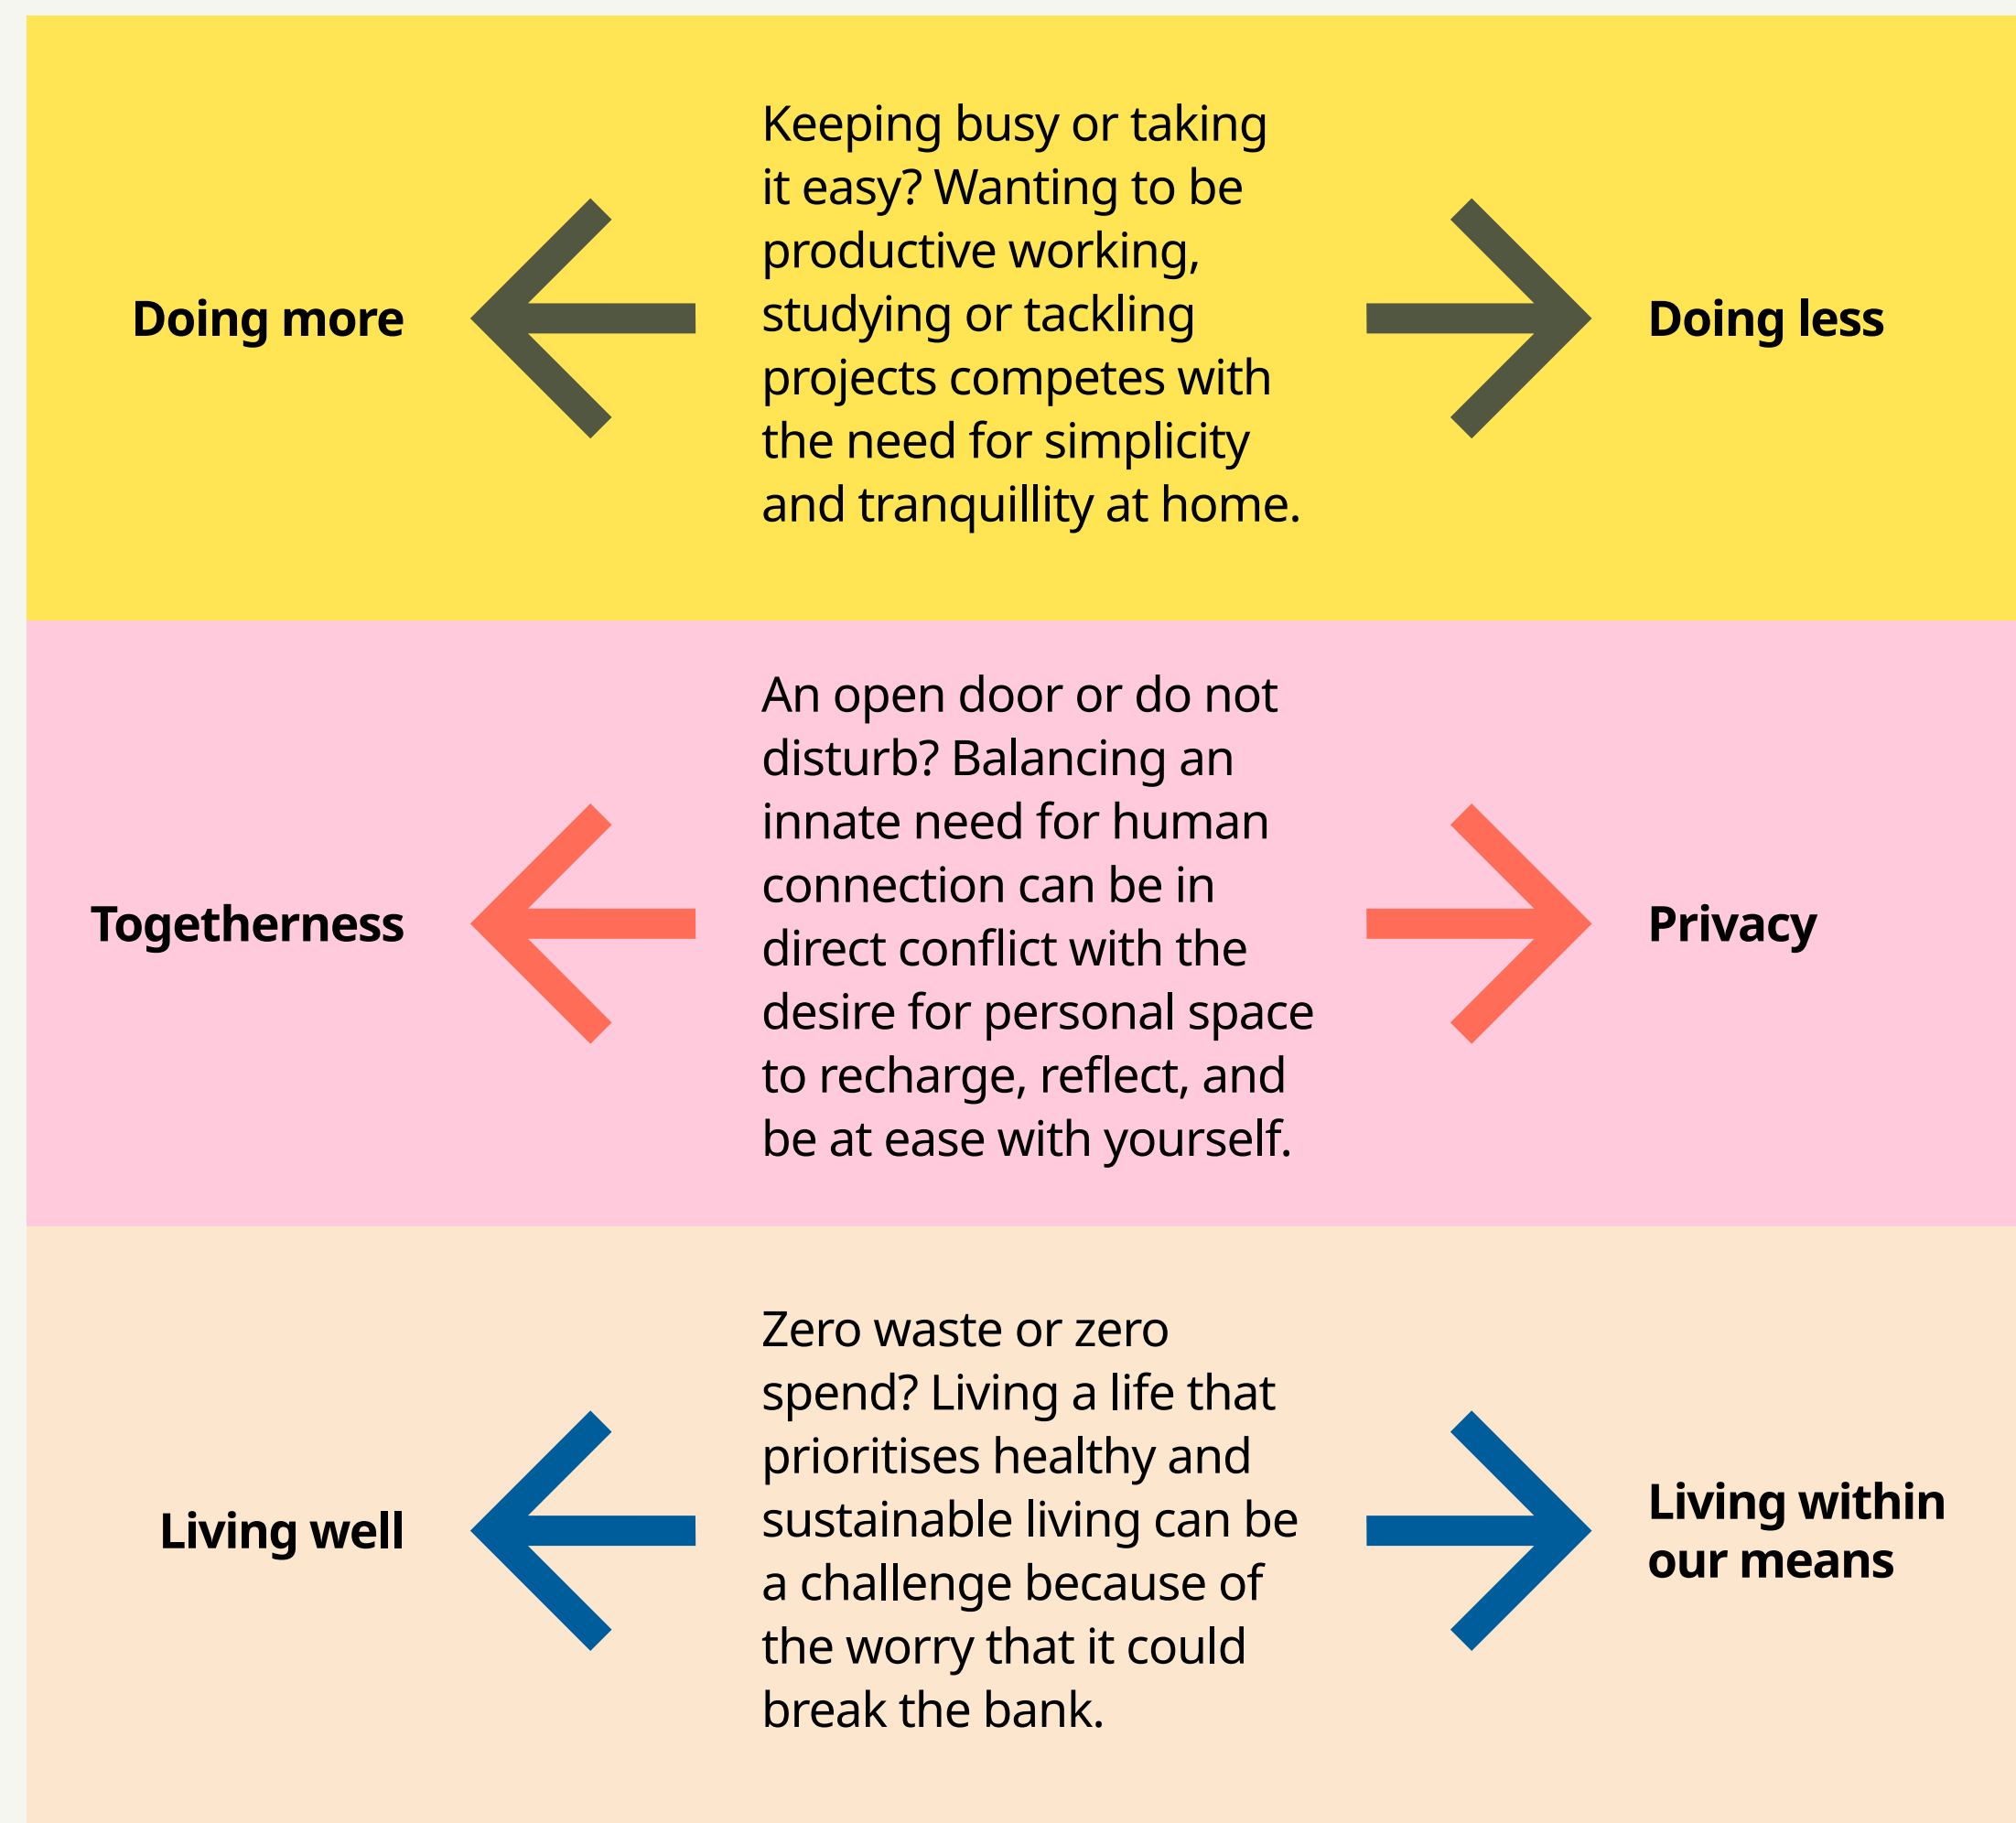 Doing more
Keeping busy or taking
it easy? Wanting to be
productive working,
studying or tackling
projects competes with
the need for simplicity
and tranquillity at home.
Doing less
Togetherness
An open door or do not
disturb? Balancing an
innate need for human
connection can be in
direct conflict with the
desire for personal space
to recharge, reflect, and
be at ease with yourself.
Privacy
Living well
Zero waste or zero
spend? Living a life that
prioritises healthy and
sustainable living can be
a challenge because of
the worry that it could
break the bank.
Living within
our means